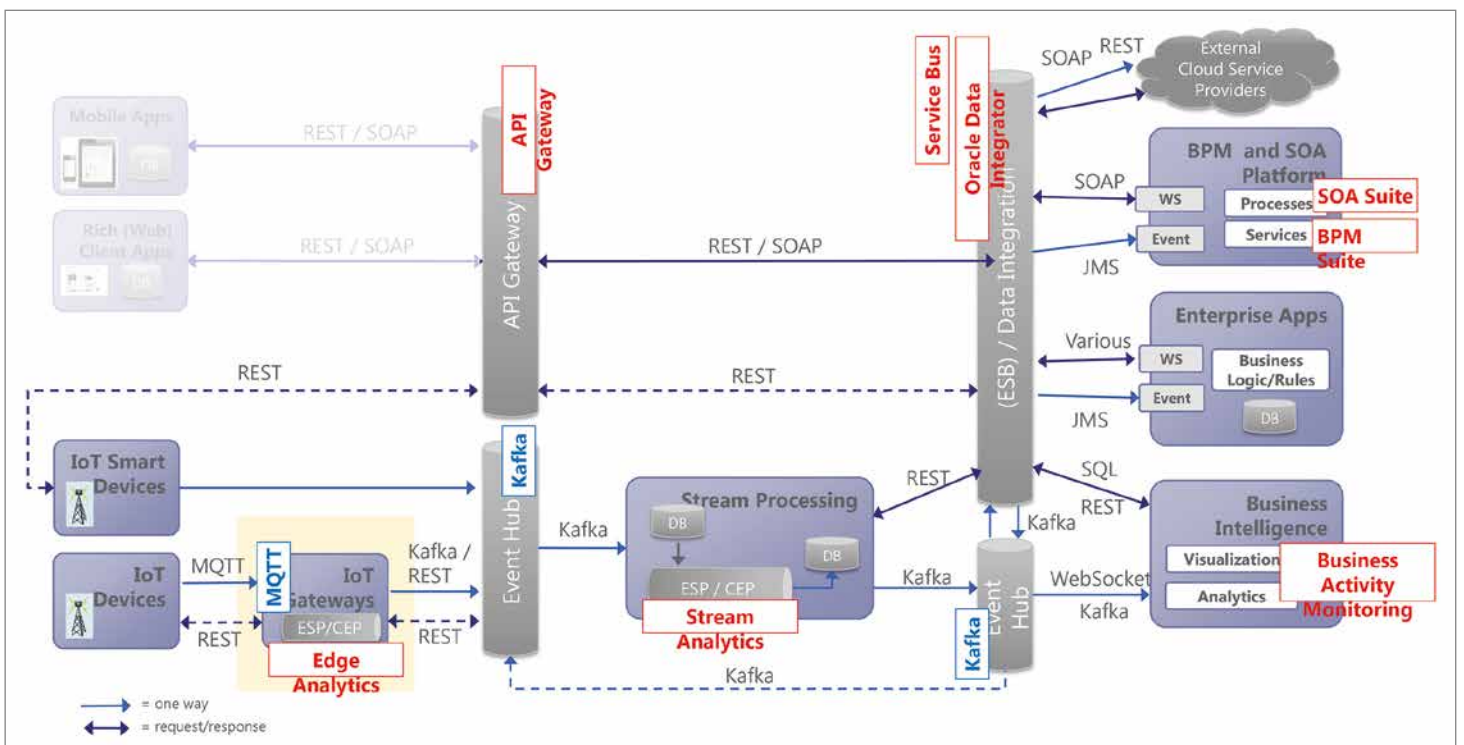 Mobile Apps
DB
REST / SOAP
Rich (Web)
Client Apps
DB
REST / SOAP
API
Gateway
API Gateway
REST / SOAP
REST
REST
Service Bus
Oracle Data
Integrator
(ESB) / Data Integration
SOAP
REST
External
Cloud Service
Providers
BPM and SOA
Platform
SOAP
WS
Processes
SOA Suite
Event
Services
BPM
Suite
JMS
Enterprise Apps
Various
WS
Business
Logic/Rules
Event
DB
JMS
IoT Smart
Devices
IoT
Devices
MQTT
REST
MQTT
IoT
Gateways
ESP/CEP
Edge
Analytics
Kafka /
REST
REST
Kafka
Event Hub
Kafka
Stream Processing
DB
DB
ESP / CEP
Stream
Analytics
REST
Kafka
Kafka
Kafka
Event
Hub
Kafka
SQL
REST
WebSocket
Kafka
Business
Intelligence
Visualization
Analytics
Business
Activity
Monitoring
= one way
= request/response